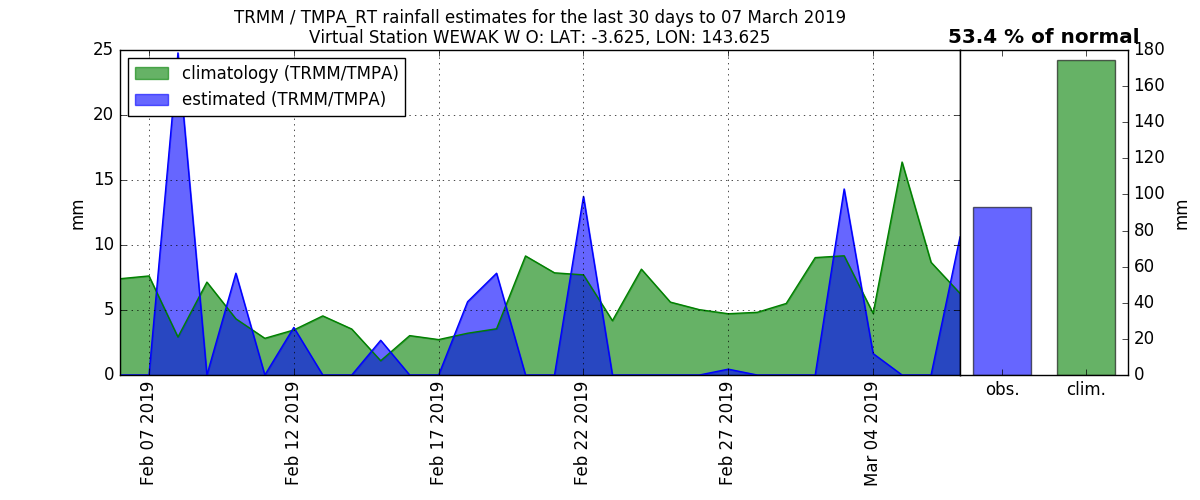 TRMM / TMPA_RT rainfall estimates for the last 30 days to 07 March 2019
Virtual Station WEWAK W O: LAT: -3.625, LON: 143.625
53.4 % of normal
climatology (TRMM/TMPA)
estimated (TRMM/TMPA)
25
20
15
10
5
0
mm
180
160
140
120
100
80
60
40
20
0
mm
Feb 07 2019
Feb 12 2019
Feb 17 2019
Feb 22 2019
Feb 27 2019
Mar 04 2019
obs.
clim.